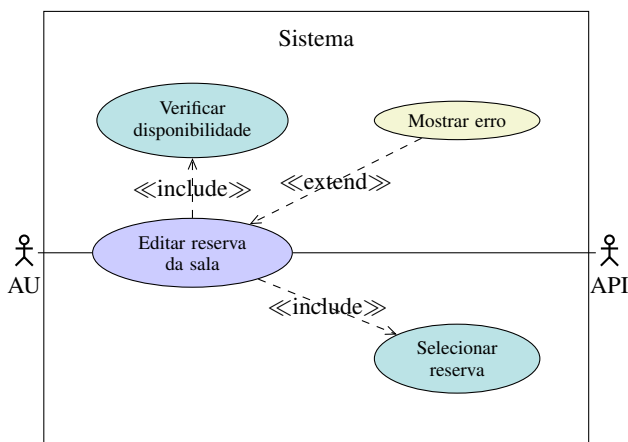 Sistema
Verificar
disponibilidade
Mostrar erro
≪include≫
≪extend≫
Editar reserva
da sala
AU
API
≪include≫
Selecionar
reserva